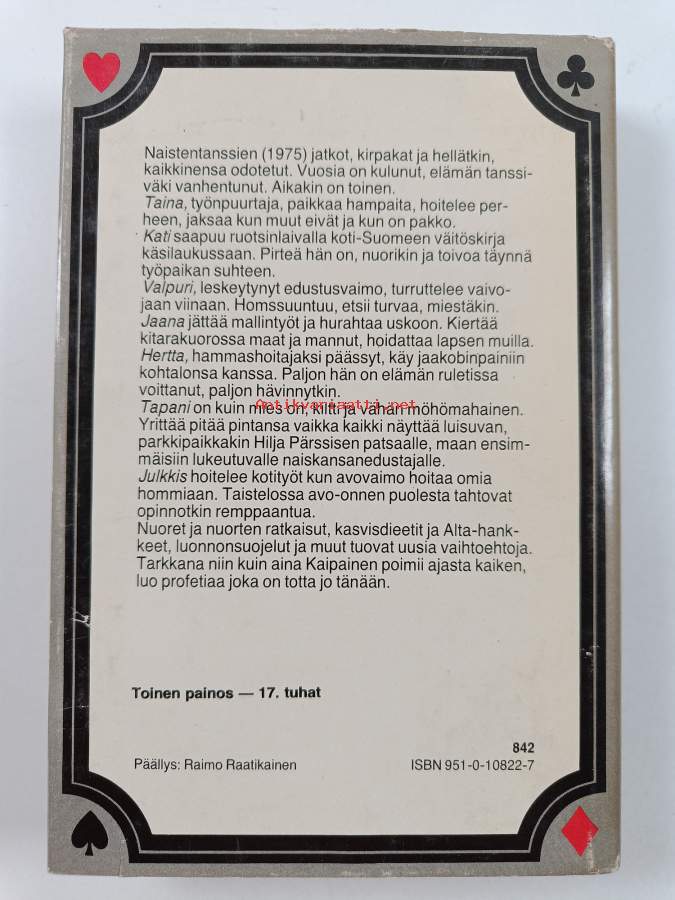 Naistentanssien (1975) jatkot, kirpakat ja hellätkin,
kaikkinensa odotetut. Vuosia on kulunut, elämän tanssi-
väki vanhentunut. Aikakin on toinen.
Taina, työnpuurtaja, paikkaa hampaita, hoitelee per-
heen, jaksaa kun muut eivät ja kun on pakko.
Kati saapuu ruotsinlaivalla koti-Suomeen väitöskirja
käsilaukussaan. Pirteä hän on, nuorikin ja toivoa täynnä
työpaikan suhteen.
Valpuri, leskeytynyt edustusvaimo, turruttelee vaivo-
jaan viinaan. Homssuuntuu, etsii turvaa, miestäkin.
Jaana jättää mallintyöt ja hurahtaa uskoon. Kiertää
kitarakuorossa maat ja mannut, hoidattaa lapsen muilla.
Hertta, hammashoitajaksi päässyt, käy jaakobinpainiin
kohtalonsa kanssa. Paljon hän on elämän ruletissa
voittanut, paljon hävinnytkin.
Antikvariaatti.net
Tapani on kuin mies on, kiltti ja vähän möhömahainen.
Yrittää pitää pintansa vaikka kaikki näyttää luisuvan,
parkkipaikkakin Hilja Pärssisen patsaalle, maan ensim-
mäisiin lukeutuvalle naiskansanedustajalle.
Julkkis hoitelee kotityöt kun avovaimo hoitaa omia
hommiaan. Taistelossa avo-onnen puolesta tahtovat
opinnotkin remppaantua.
Nuoret ja nuorten ratkaisut, kasvisdieetit ja Alta-hank-
keet, luonnonsuojelut ja muut tuovat uusia vaihtoehtoja.
Tarkkana niin kuin aina Kaipainen poimii ajasta kaiken,
luo profetiaa joka on totta jo tänään.
Toinen painos — 17. tuhat
842
Päällys: Raimo Raatikainen ISBN 951-0-10822-7